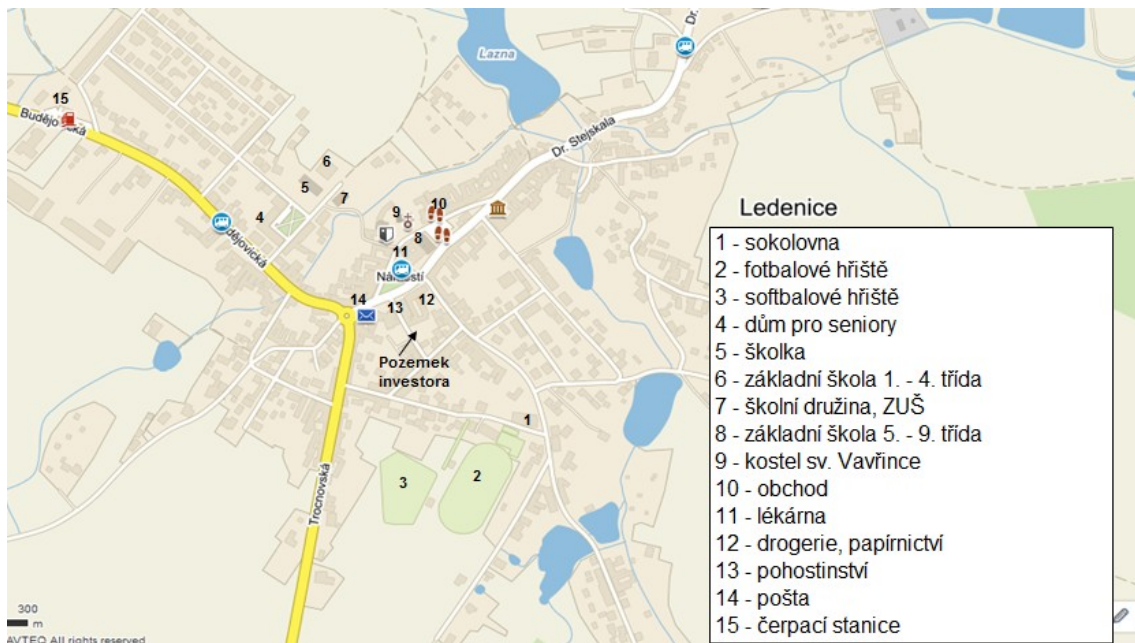 Lazna
Dr.
15
Budějovická
Dr. Stejskala
6
5
7
4
9
10
8
11
Náměstí
12
13
14
Pozemek
investora
1
2
3
Trocnovská
300
m
AVTEQ All rights reserved
Ledenice
1 - sokolovna
2 - fotbalové hřiště
3 - softbalové hřiště
4 - dům pro seniory
5 - školka
6 - základní škola 1. - 4. třída
7 - školní družina, ZUŠ
8 - základní škola 5. - 9. třída
9 - kostel sv. Vavřince
10 - obchod
11 - lékárna
12 - drogerie, papírnictví
13 - pohostinství
14 - pošta
15 - čerpací stanice